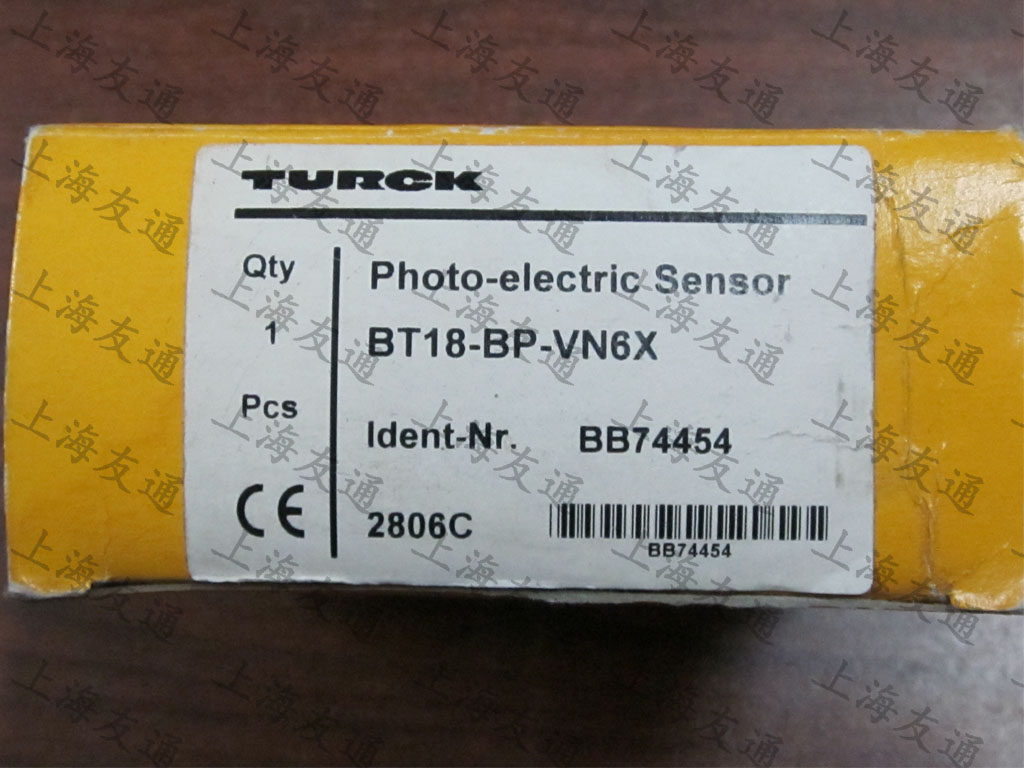 TURCK
Qty
1
Pcs
CE
Photo-electric Sensor
BT18-BP-VN6X
Ident-Nr. BB74454
2806C
BB74454
上海友通